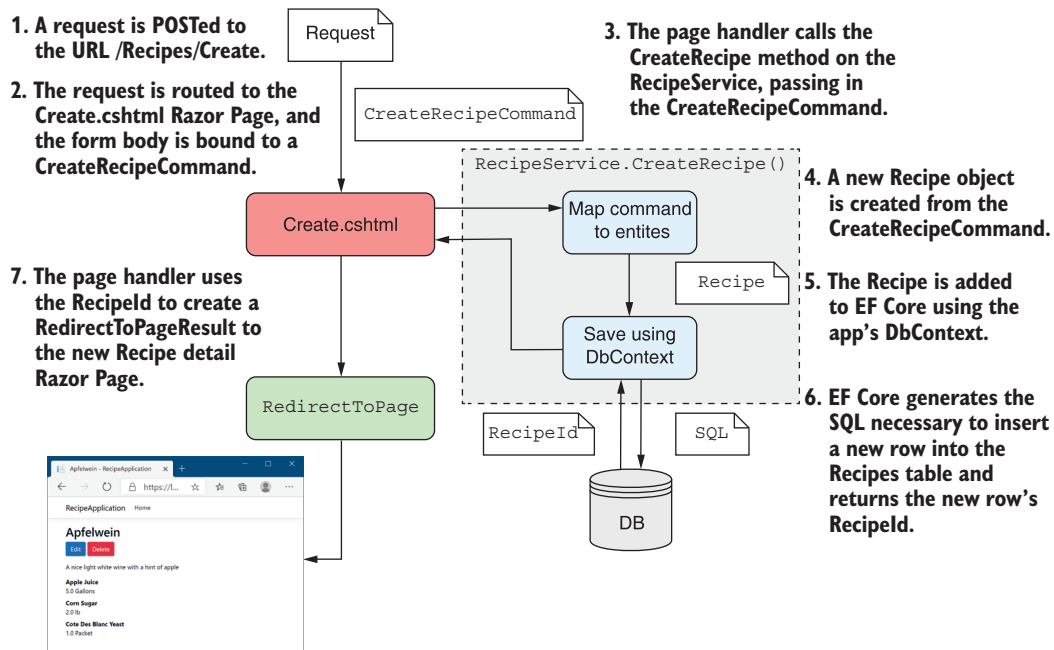 1. A request is POSTed to
the URL /Recipes/Create.
Request
3. The page handler calls the
CreateRecipe method on the
RecipeService, passing in
the CreateRecipeCommand.
2. The request is routed to the
Create.cshtml Razor Page, and
the form body is bound to a
CreateRecipeCommand.
CreateRecipeCommand
RecipeService.CreateRecipe()
4. A new Recipe object
is created from the
CreateRecipeCommand.
Create.cshtml
Map command
to entites
7. The page handler uses
the RecipeId to create a
RedirectToPageResult to
the new Recipe detail
Razor Page.
Recipe
5. The Recipe is added
to EF Core using the
app's DbContext.
Save using
DbContext
RedirectToPage
RecipeId
SQL
6. EF Core generates the
SQL necessary to insert
a new row into the
Recipes table and
returns the new row's
RecipeId.
DB
Apfelwein - RecipeApplication
https://l...
RecipeApplication Home
Apfelwein
Edit Delete
A nice light white wine with a hint of apple
Apple Juice
5.0 Gallons
Corn Sugar
2.0 lb
Cote Des Blanc Yeast
1.0 Packet